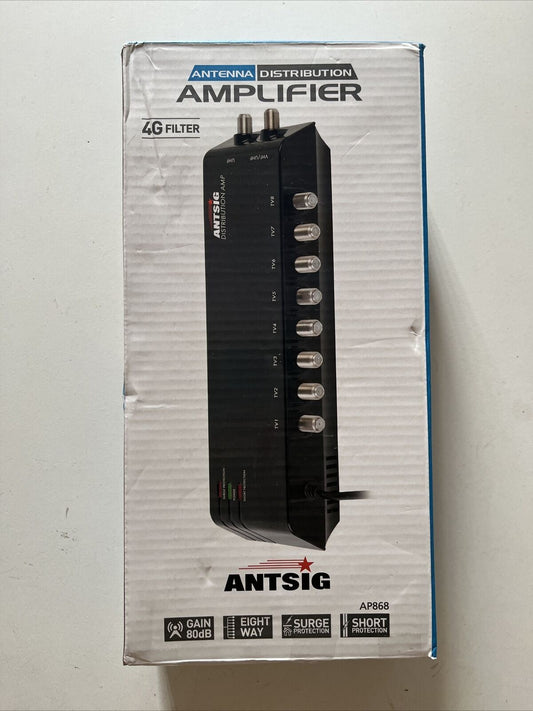 ANTENNA DISTRIBUTION
AMPLIFIER
4G FILTER
UHF
VHF/UHF
ANTSIG
DISTRIBUTION AMP
TV8
TV7
TV6
TV5
TV4
TV3
TV2
TV1
ANTSIG
AP868
GAIN
80dB
EIGHT
WAY
SURGE
PROTECTION
SHORT
PROTECTION